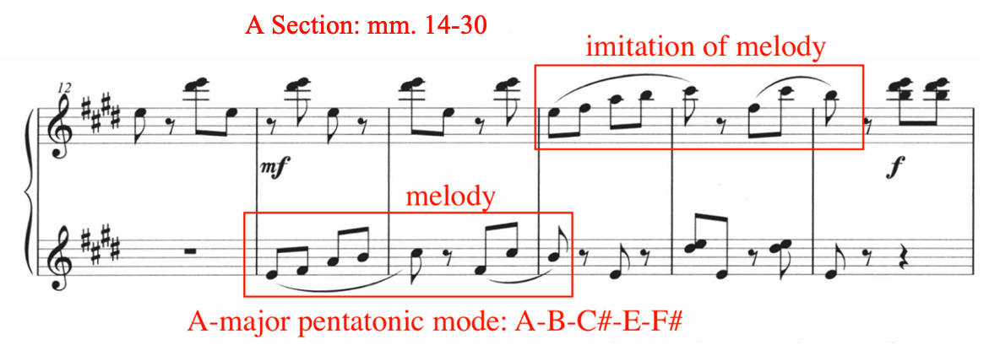 A Section: mm. 14-30
imitation of melody
12
mf
f
melody
A-major pentatonic mode: A-B-C#-E-F#